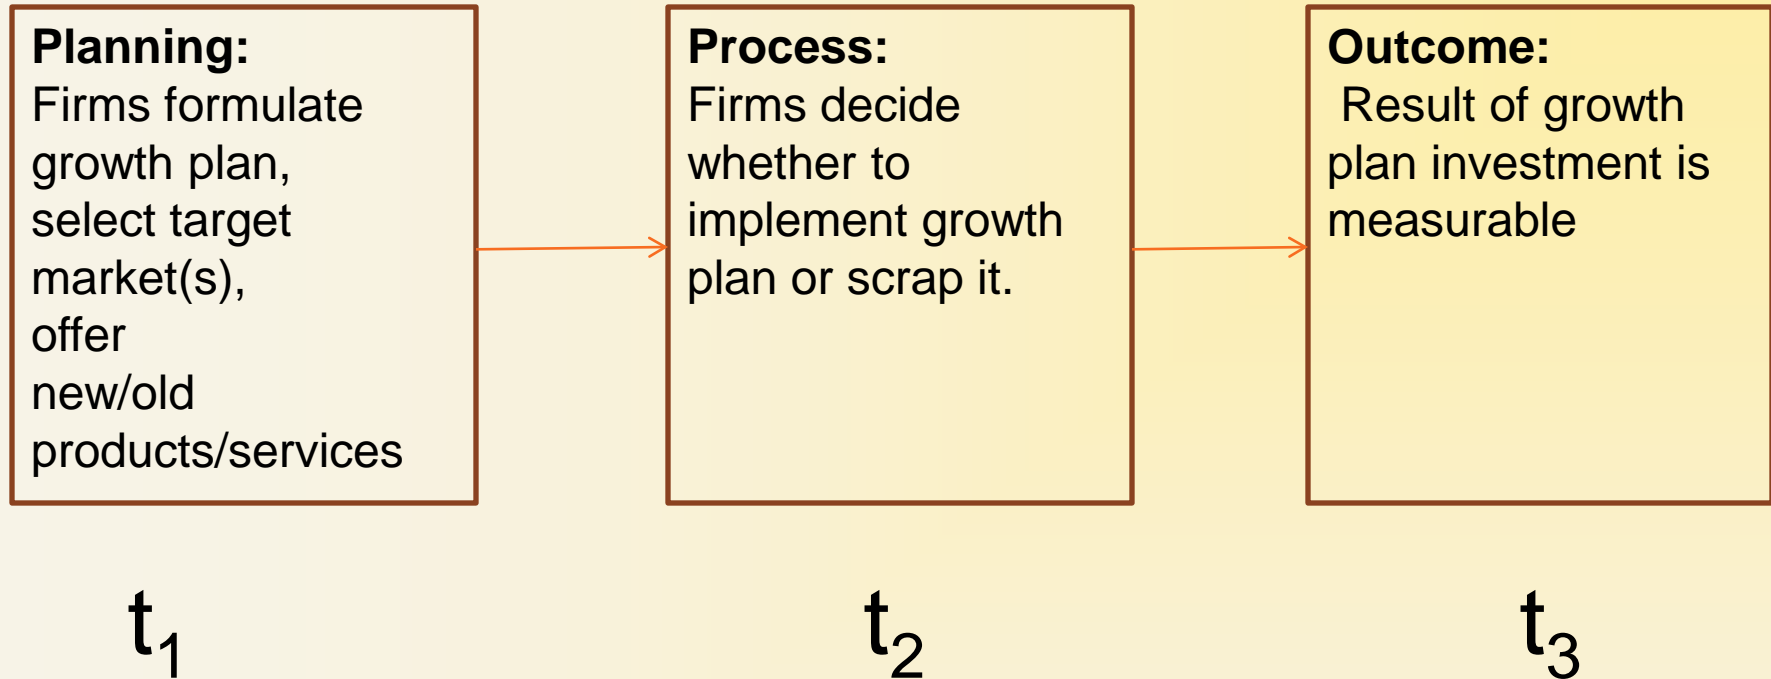 Planning:
Firms formulate
growth plan,
select target
market(s),
offer
new/old
products/services
Process:
Firms decide
whether to
implement growth
plan or scrap it.
Outcome:
Result of growth
plan investment is
measurable
t₁
t₂
t₃